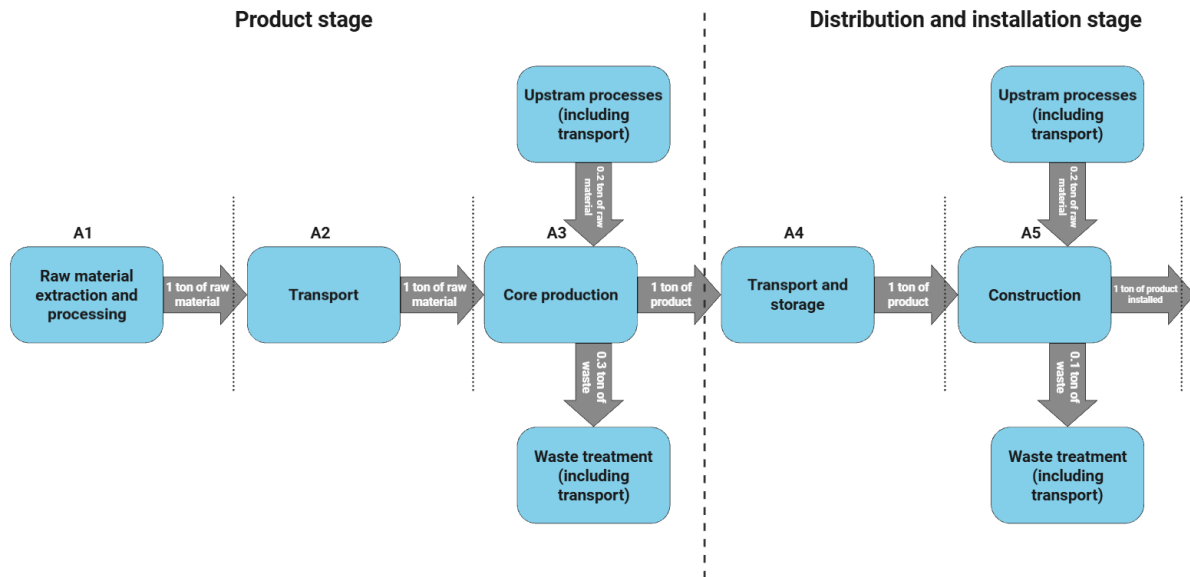 Product stage
Distribution and installation stage
Upstram processes
(including
transport)
Upstram processes
(including
transport)
0.2 ton of raw
material
0.2 ton of raw
material
A1
A2
A3
A4
A5
Raw material
extraction and
processing
1 ton of raw
material
Transport
1 ton of raw
material
Core production
1 ton of
product
Transport and
storage
1 ton of
product
Construction
1 ton of product
installed
0.3 ton of
waste
0.1 ton of
waste
Waste treatment
(including
transport)
Waste treatment
(including
transport)